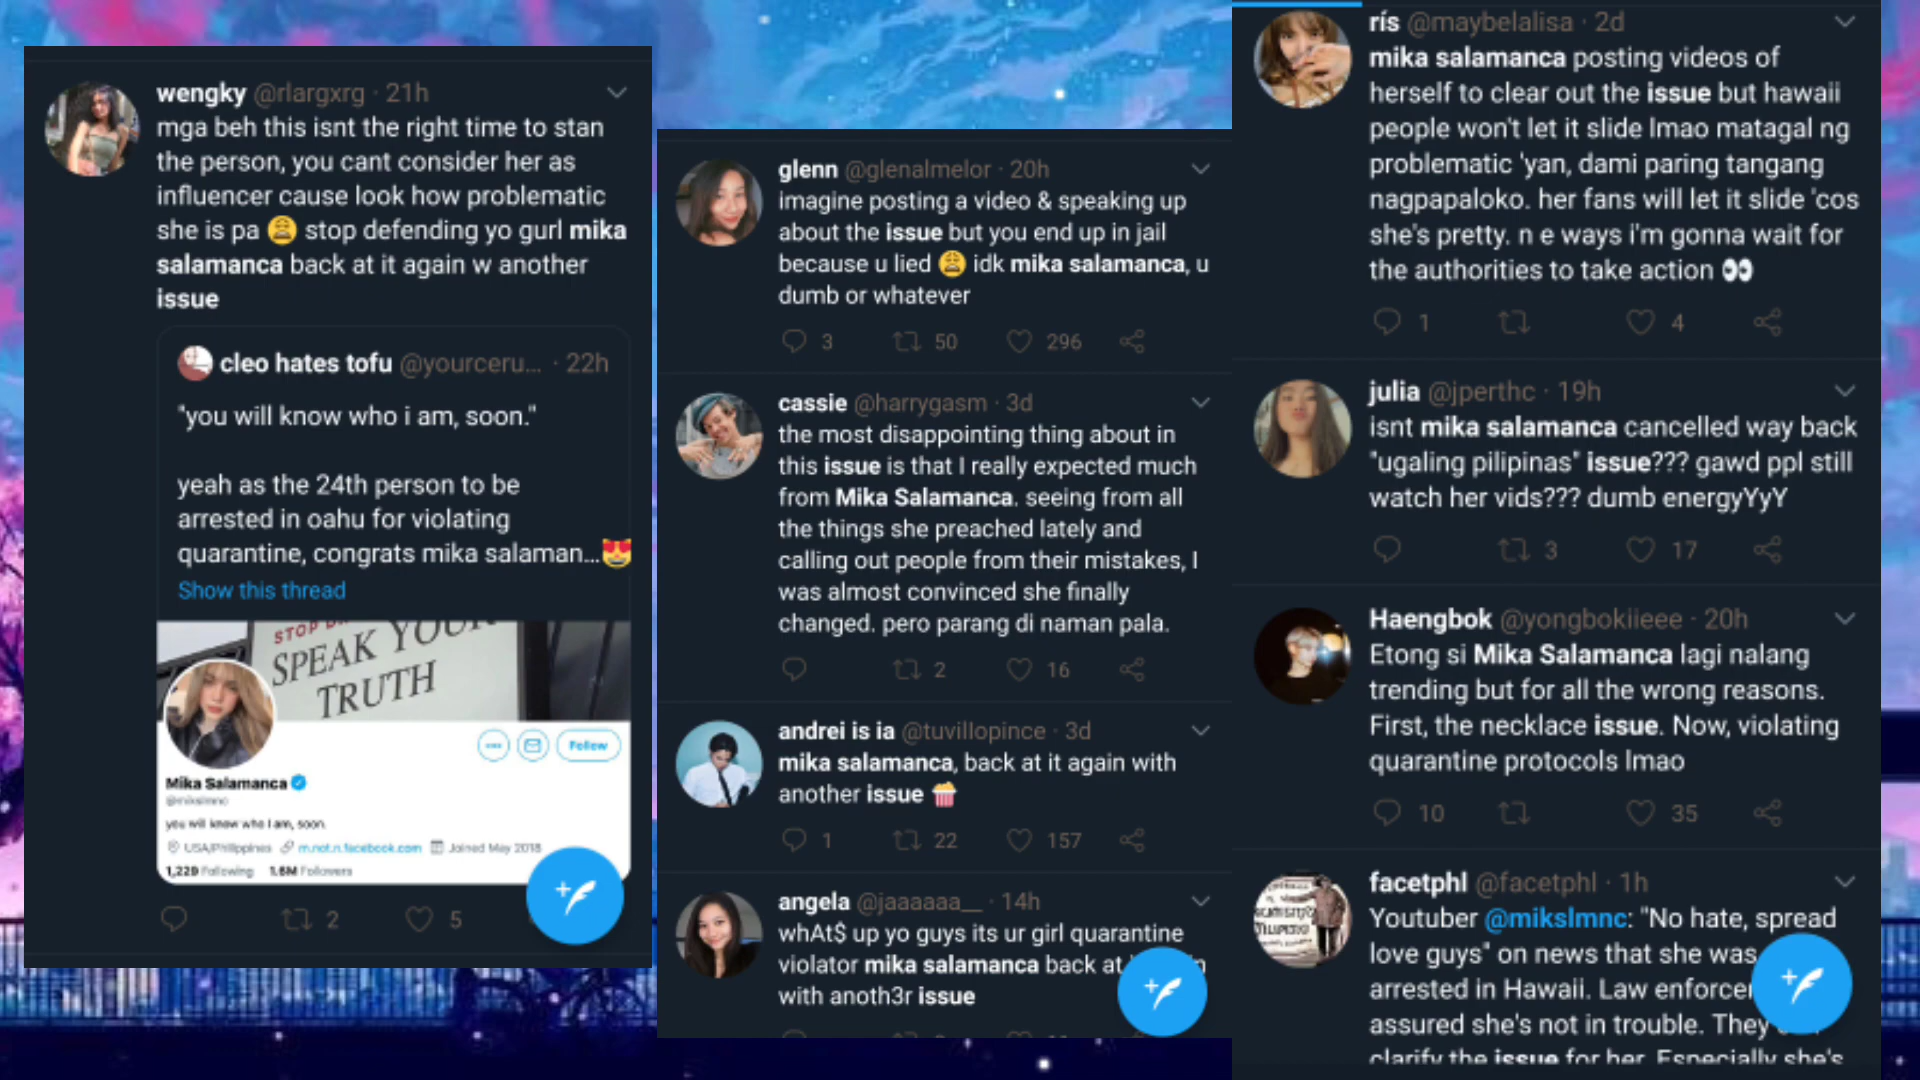 wengky @rlargxrg · 21h
mga beh this isnt the right time to stan
the person, you cant consider her as
influencer cause look how problematic
she is pa 😩 stop defending yo gurl mika
salamanca back at it again w another
issue
cleo hates tofu @yourceru... · 22h
"you will know who i am, soon."
yeah as the 24th person to be
arrested in oahu for violating
quarantine, congrats mika salaman...😍
Show this thread
SPEAK YOUR
TRUTH
Follow
Mika Salamanca
@mikslmnc
you will know who I am, soon.
USA/Philippines m.not.n.facebook.com Joined May 2018
1,229 Following 1.6M Followers
2 5
glenn @glenalmelor · 20h
imagine posting a video & speaking up
about the issue but you end up in jail
because u lied 😩 idk mika salamanca, u
dumb or whatever
3 50 296
cassie @harrygasm · 3d
the most disappointing thing about in
this issue is that I really expected much
from Mika Salamanca. seeing from all
the things she preached lately and
calling out people from their mistakes, I
was almost convinced she finally
changed. pero parang di naman pala.
2 16
andrei is ia @tuvillopince · 3d
mika salamanca, back at it again with
another issue 🍿
1 22 157
angela @jaaaaaa__ · 14h
whAt$ up yo guys its ur girl quarantine
violator mika salamanca back at
with anoth3r issue
rís @maybelalisa · 2d
mika salamanca posting videos of
herself to clear out the issue but hawaii
people won't let it slide lmao matagal ng
problematic 'yan, dami paring tangang
nagpapaloko. her fans will let it slide 'cos
she's pretty. n e ways i'm gonna wait for
the authorities to take action 👀
1 4
julia @jperthc · 19h
isnt mika salamanca cancelled way back
"ugaling pilipinas" issue??? gawd ppl still
watch her vids??? dumb energyYyY
3 17
Haengbok @yongbokiieee · 20h
Etong si Mika Salamanca lagi nalang
trending but for all the wrong reasons.
First, the necklace issue. Now, violating
quarantine protocols lmao
10 35
facetphl @facetphl · 1h
Youtuber @mikslmnc: "No hate, spread
love guys" on news that she was
arrested in Hawaii. Law enforcer
assured she's not in trouble. They
clarify the issue for her. Especially she's